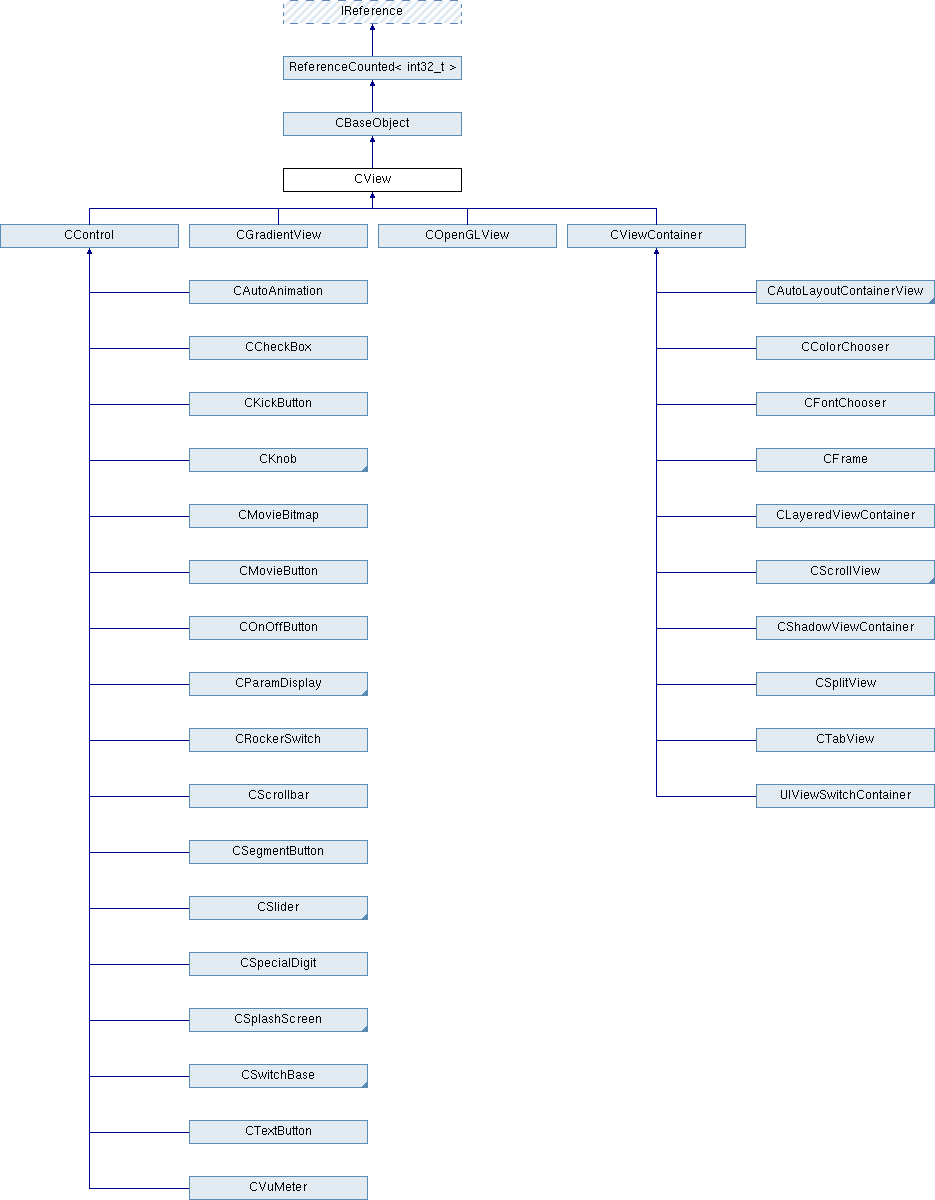 IReference
ReferenceCounted< int32_t >
CBaseObject
CView
CControl
CGradientView
COpenGLView
CViewContainer
CAutoAnimation
CAutoLayoutContainerView
CCheckBox
CColorChooser
CKickButton
CFontChooser
CKnob
CFrame
CMovieBitmap
CLayeredViewContainer
CMovieButton
CScrollView
COnOffButton
CShadowViewContainer
CParamDisplay
CSplitView
CRockerSwitch
CTabView
CScrollbar
UIViewSwitchContainer
CSegmentButton
CSlider
CSpecialDigit
CSplashScreen
CSwitchBase
CTextButton
CVuMeter